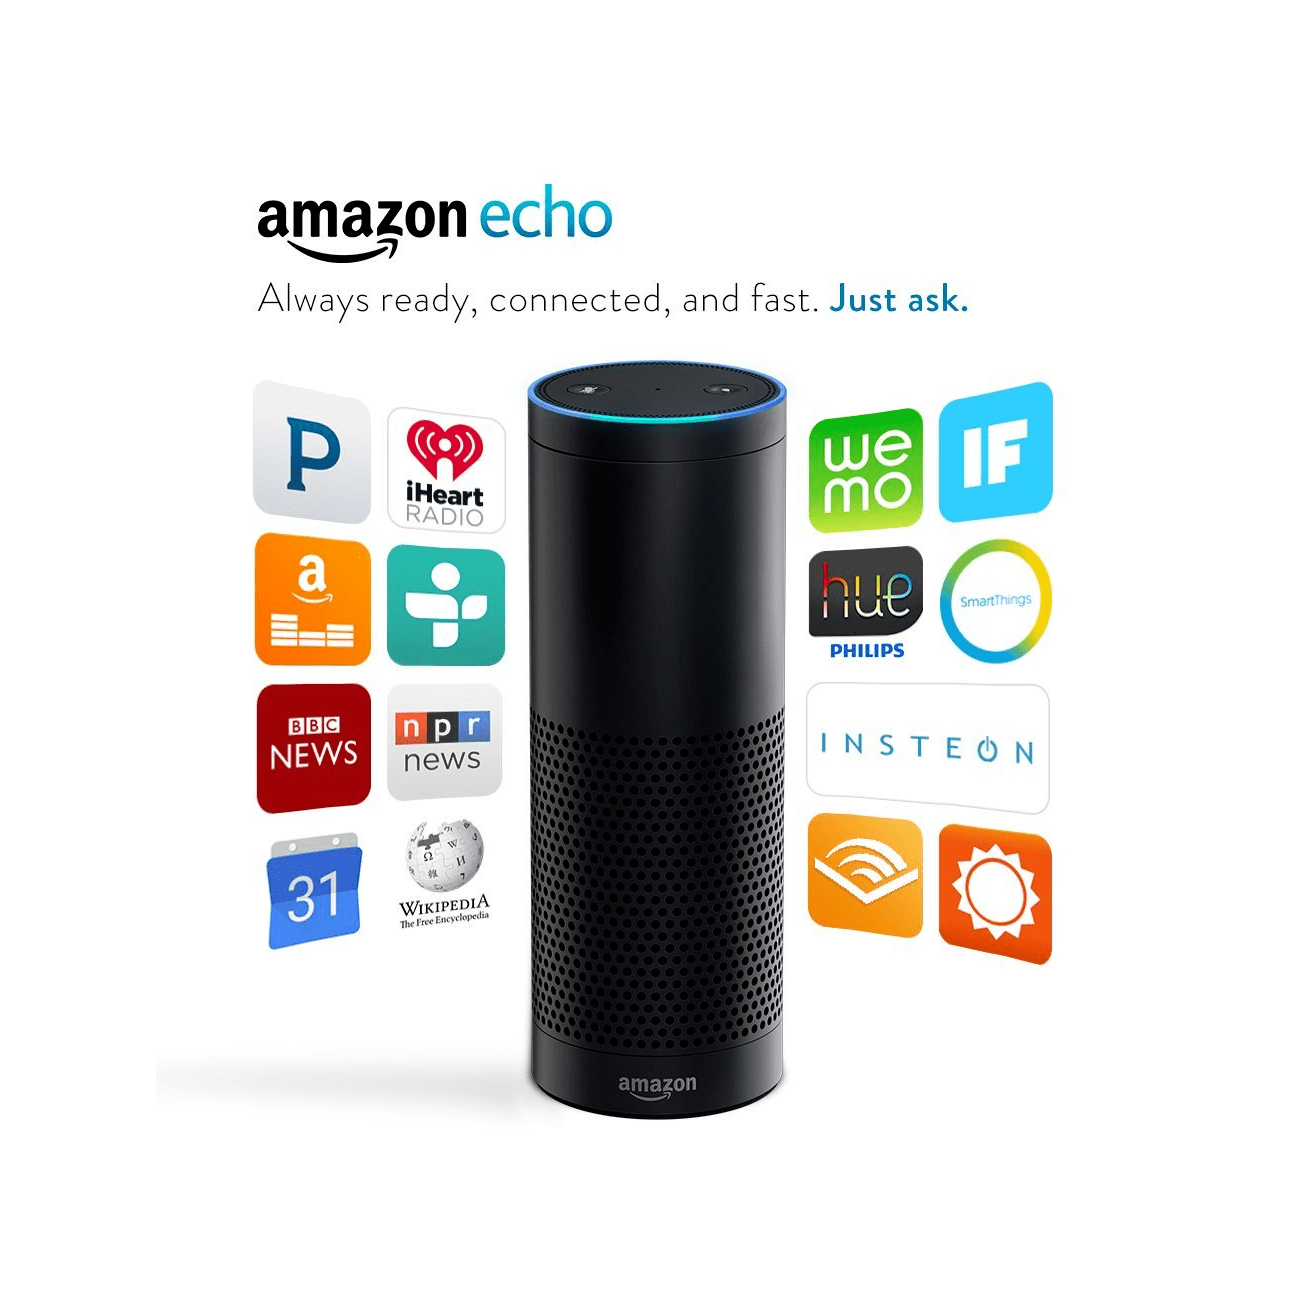 amazon echo
Always ready, connected, and fast. Just ask.
P
iHeart
RADIO
we
mo
IF
a
hue
PHILIPS
SmartThings
BBC
NEWS
npr
news
INSTEON
31
Ω W
И
WIKIPEDIA
The Free Encyclopedia
amazon